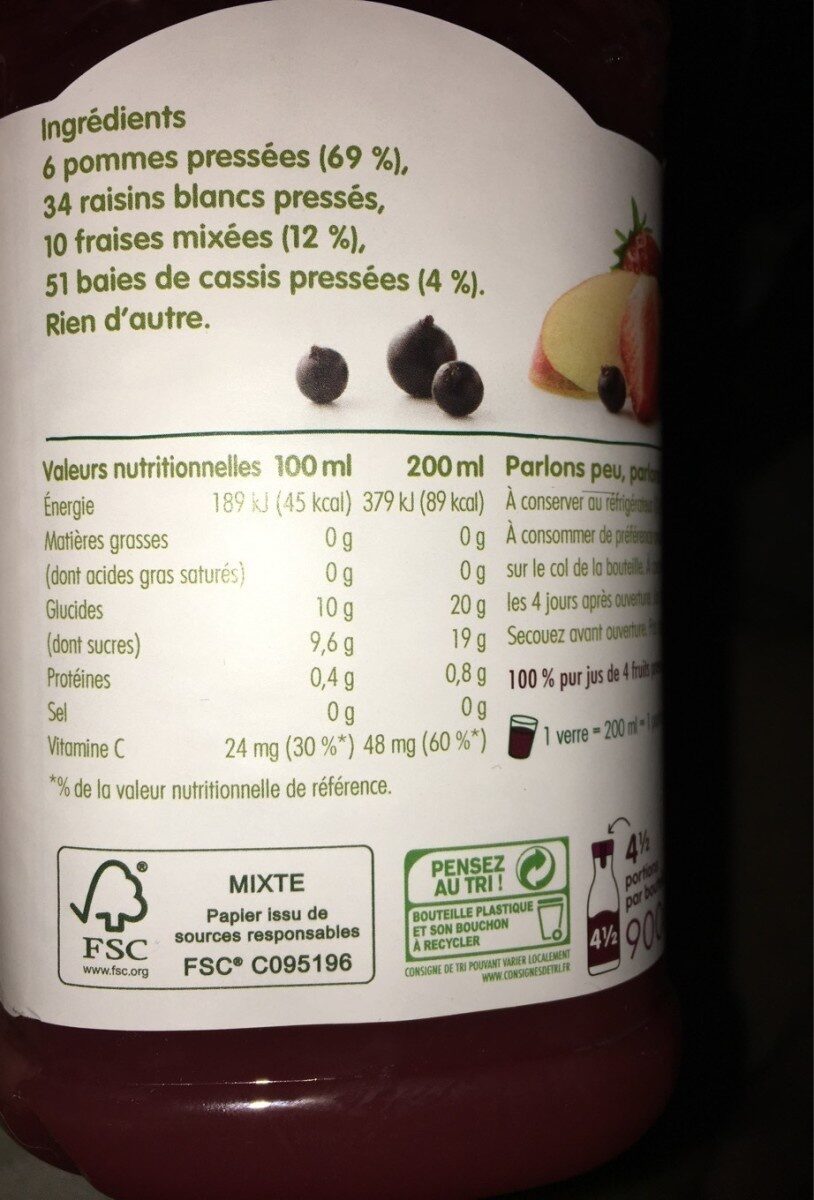 Ingrédients
6 pommes pressées (69 %),
34 raisins blancs pressés,
10 fraises mixées (12 %),
51 baies de cassis pressées (4 %).
Rien d'autre.
Valeurs nutritionnelles 100 ml 200 ml
Énergie 189 kJ (45 kcal) 379 kJ (89 kcal)
Matières grasses 0 g 0 g
(dont acides gras saturés) 0 g 0 g
Glucides 10 g 20 g
(dont sucres) 9,6 g 19 g
Protéines 0,4 g 0,8 g
Sel 0 g 0 g
Vitamine C 24 mg (30 %*) 48 mg (60 %*)
*% de la valeur nutritionnelle de référence.
Parlons peu,
À conserver au réfrigérateur
À consommer de préférence
sur le col de la bouteille.
les 4 jours après ouverture
Secouez avant ouverture.
100 % pur jus de 4 fruits
1 verre = 200 ml = 1
FSC
www.fsc.org
MIXTE
Papier issu de
sources responsables
FSC® C095196
PENSEZ
AU TRI !
BOUTEILLE PLASTIQUE
ET SON BOUCHON
À RECYCLER
CONSIGNE DE TRI POUVANT VARIER LOCALEMENT
WWW.CONSIGNESDETRI.FR
4½
portions
par
4½
900